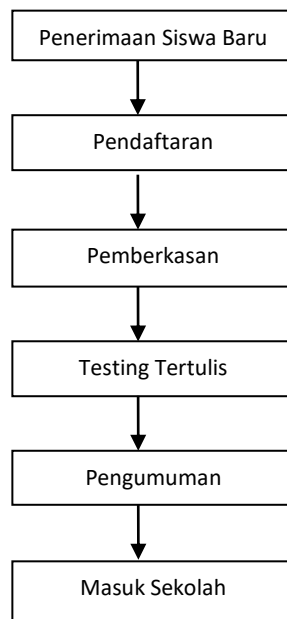 Penerimaan Siswa Baru
Pendaftaran
Pemberkasan
Testing Tertulis
Pengumuman
Masuk Sekolah